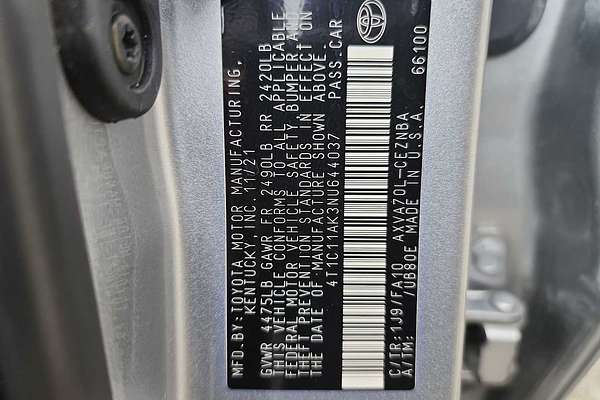 MFD.BY:TOYOTA MOTOR MANUFACTURING,
KENTUCKY, INC. 11/21
GVWR 4475LB GAWR FR 2490LB RR 2420LB
THIS VEHICLE CONFORMS TO ALL APPLICABLE
FEDERAL MOTOR VEHICLE SAFETY, BUMPER, AND
THEFT PREVENTION STANDARDS IN EFFECT ON
THE DATE OF MANUFACTURE SHOWN ABOVE.
4T1C11AK3NU644037 PASS.CAR
C/TR:1J9/FA10 AXVA70L-CEZNBA
A/TM: /UB80E MADE IN U.S.A. 66100